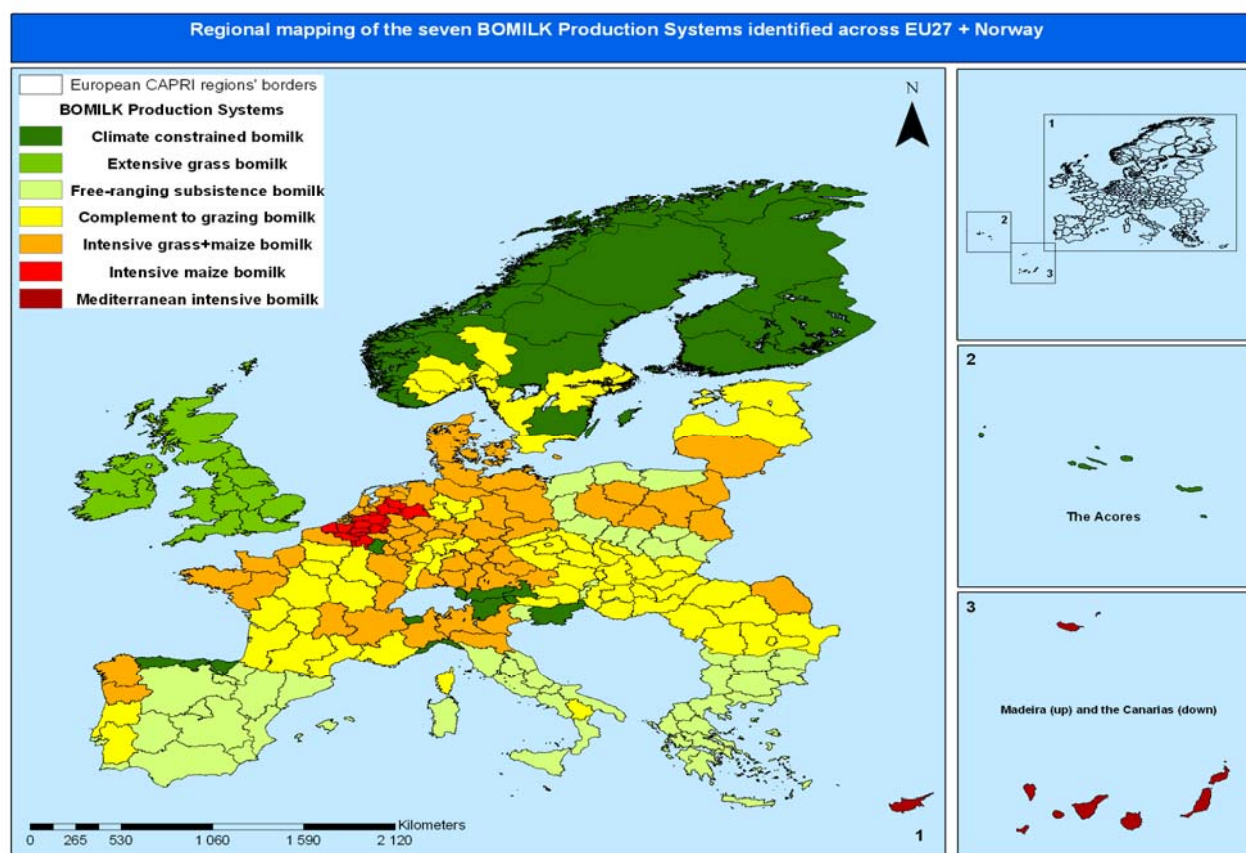 Regional mapping of the seven BOMILK Production Systems identified across EU27 + Norway
European CAPRI regions' borders
BOMILK Production Systems
Climate constrained bomilk
Extensive grass bomilk
Free-ranging subsistence bomilk
Complement to grazing bomilk
Intensive grass+maize bomilk
Intensive maize bomilk
Mediterranean intensive bomilk
N
Kilometers
0 265 530 1 060 1 590 2 120
1
1
2
3
2
The Acores
3
Madeira (up) and the Canarias (down)